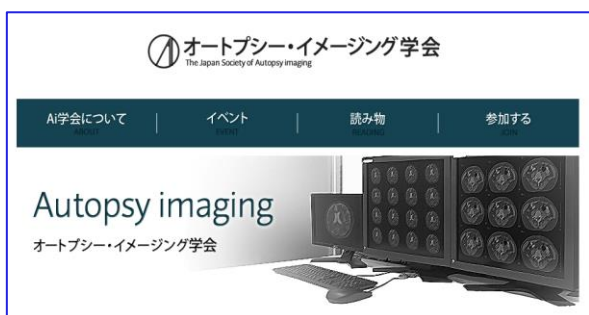 オートプシー・イメージング学会
The Japan Society of Autopsy imaging
Ai学会について
ABOUT
イベント
EVENT
読み物
READING
参加する
JOIN
Autopsy imaging
オートプシー・イメージング学会